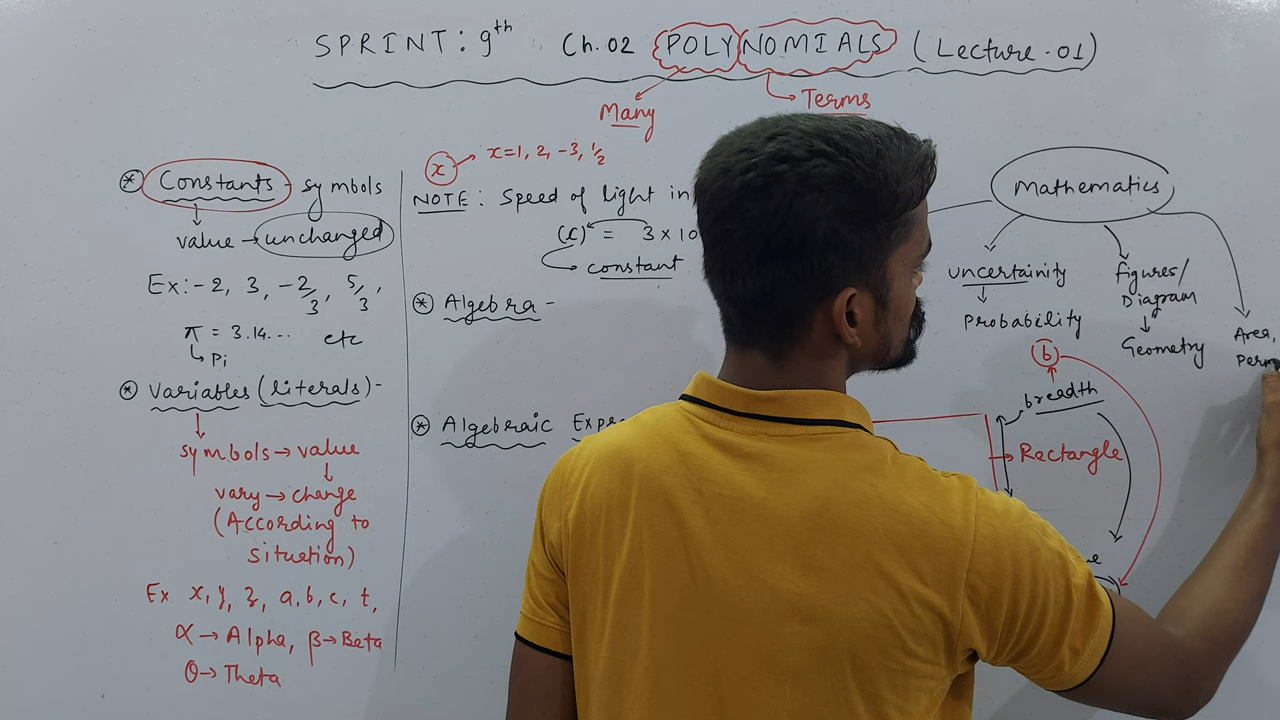 SPRINT: 9th Ch. 02 POLYNOMIALS (Lecture-01)
Many
Terms
* Constants - symbols
value → unchanged
Ex:- -2, 3, -2/3, 5/3,
π = 3.14... etc
Pi
* Variables (literals) -
symbols → value
vary → change
(According to
situation)
Ex x, y, z, a, b, c, t,
α → Alpha, β → Beta
θ → Theta
x → x=1, 2, -3, 1/2
NOTE: Speed of light in
(c) = 3 × 10
constant
* Algebra -
* Algebraic
Mathematics
uncertainity
Probability
figures/
Diagram
Geometry
Area,
b
breadth
Rectangle